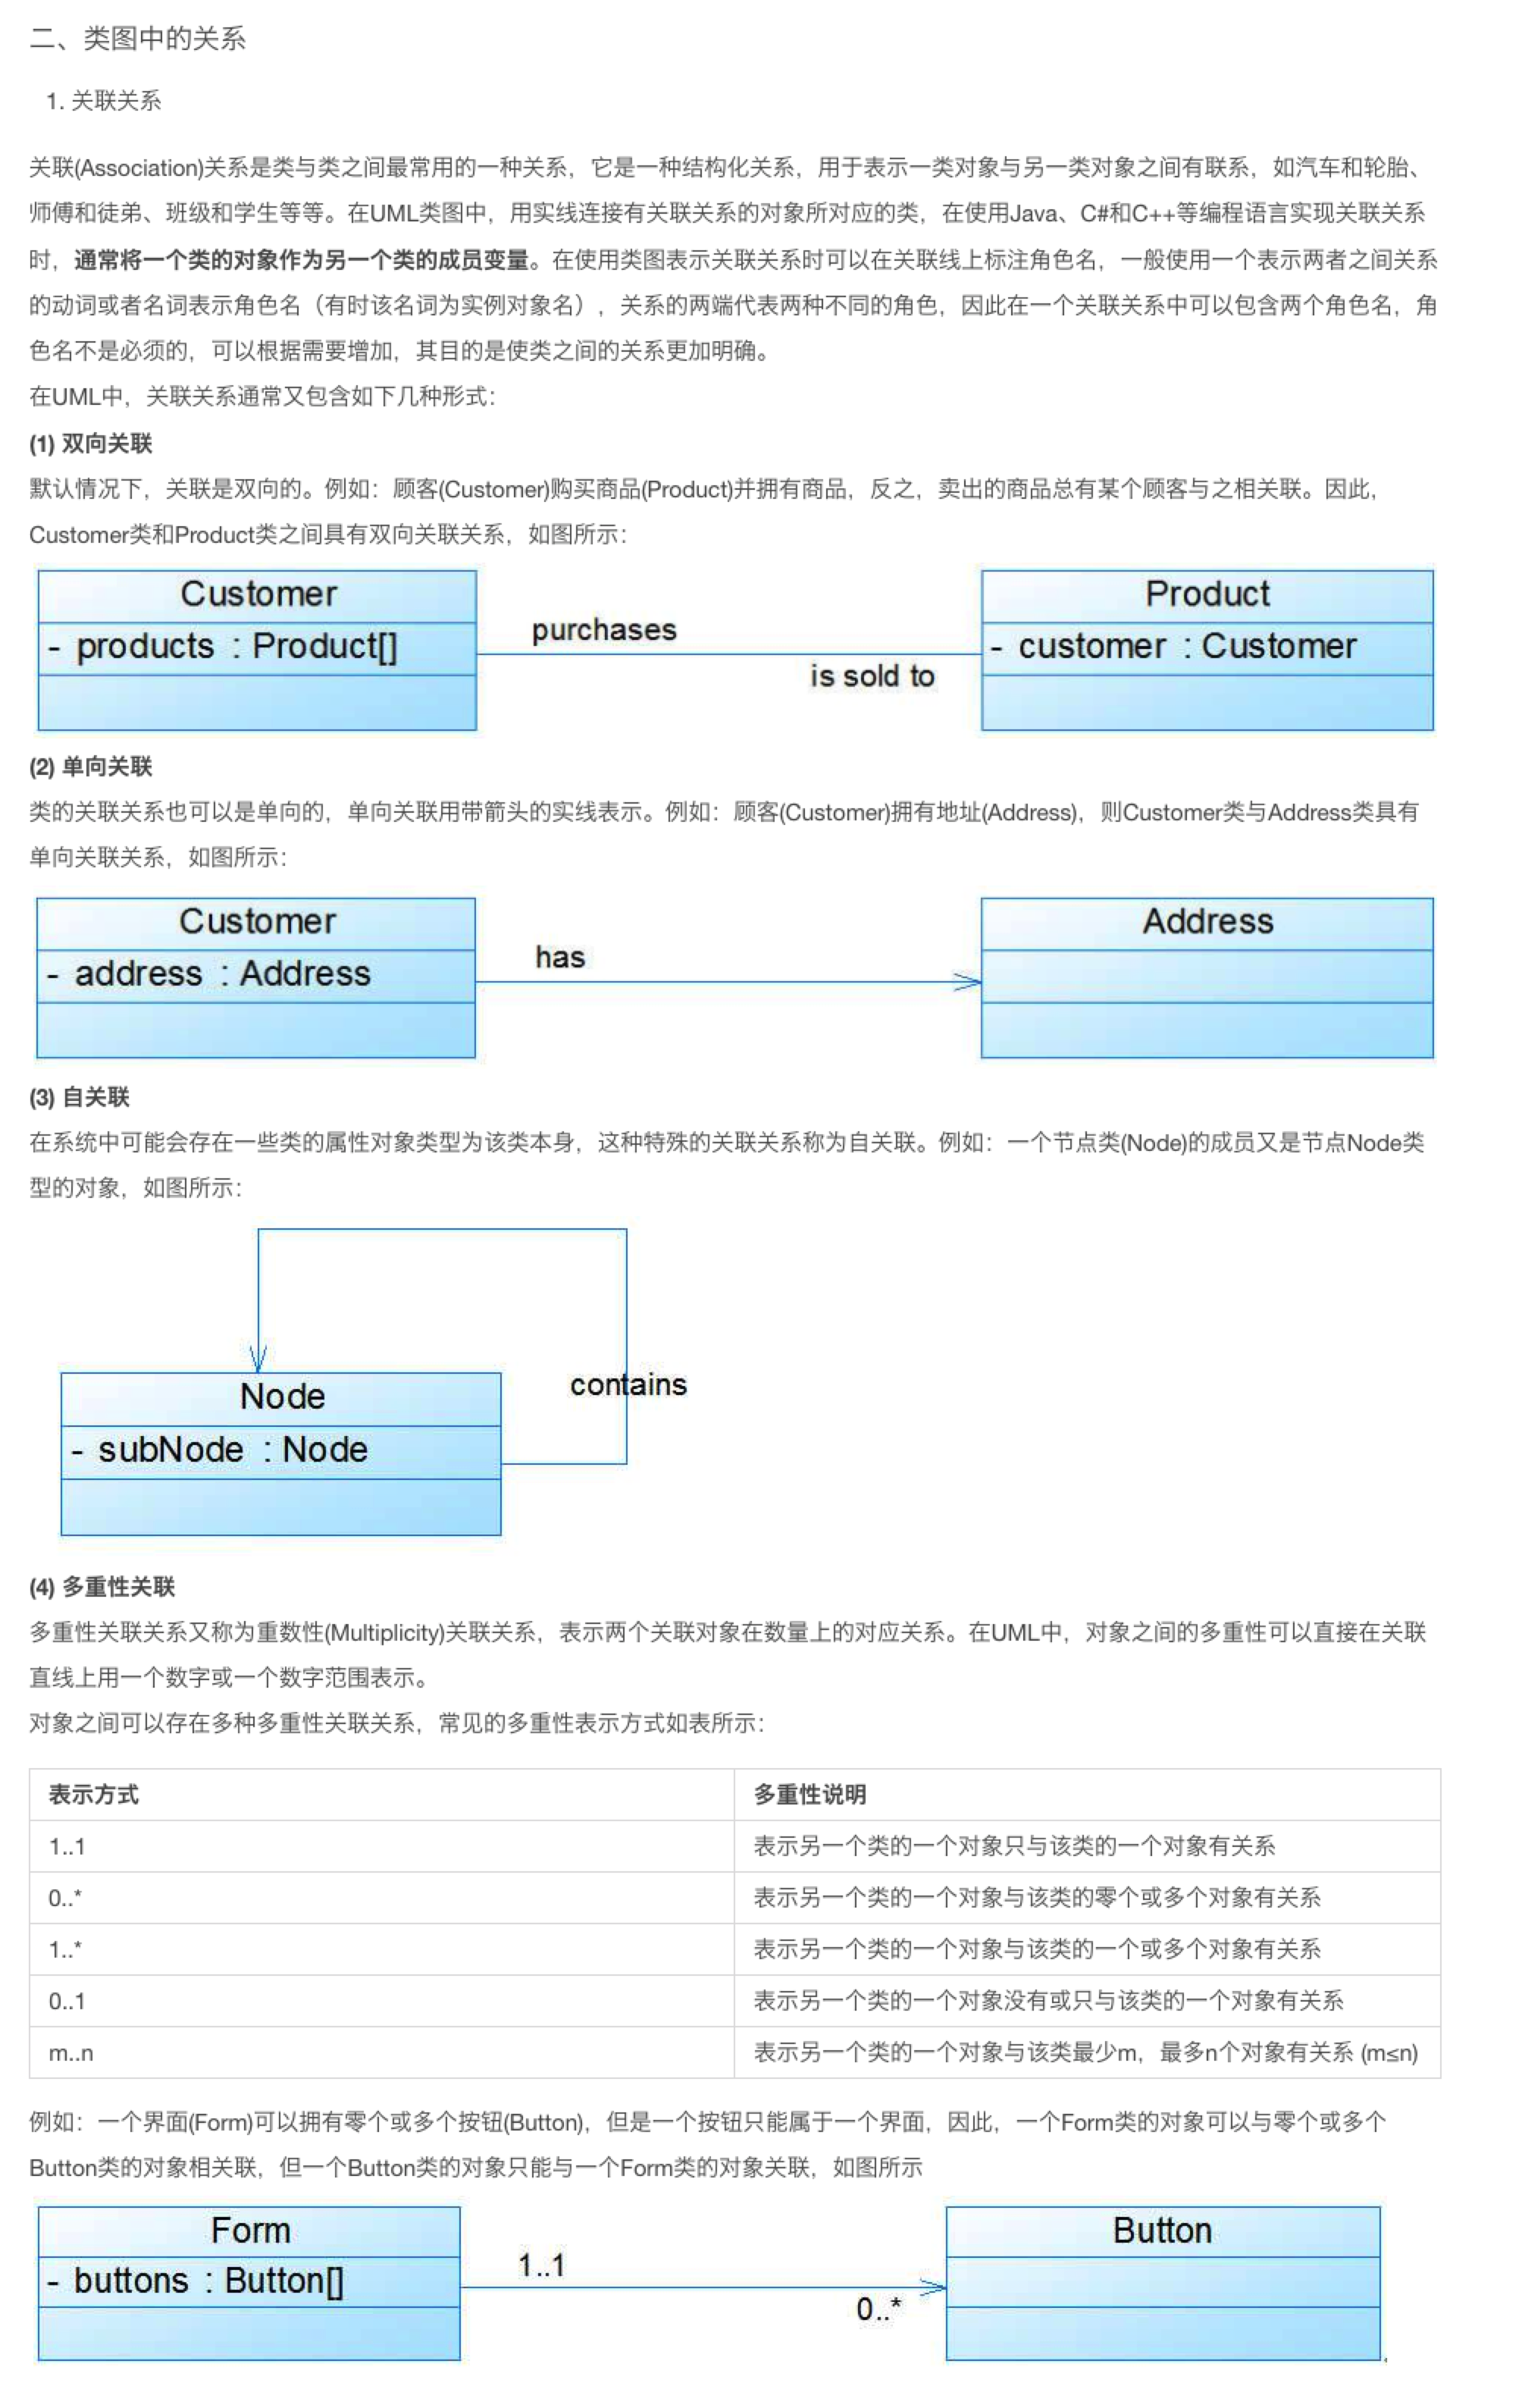 二、类图中的关系
1. 关联关系
关联(Association)关系是类与类之间最常用的一种关系，它是一种结构化关系，用于表示一类对象与另一类对象之间有联系，如汽车和轮胎、
师傅和徒弟、班级和学生等等。在UML类图中，用实线连接有关联关系的对象所对应的类，在使用Java、C#和C++等编程语言实现关联关系
时，通常将一个类的对象作为另一个类的成员变量。在使用类图表示关联关系时可以在关联线上标注角色名，一般使用一个表示两者之间关系
的动词或者名词表示角色名（有时该名词为实例对象名），关系的两端代表两种不同的角色，因此在一个关联关系中可以包含两个角色名，角
色名不是必须的，可以根据需要增加，其目的是使类之间的关系更加明确。
在UML中，关联关系通常又包含如下几种形式：
(1) 双向关联
默认情况下，关联是双向的。例如：顾客(Customer)购买商品(Product)并拥有商品，反之，卖出的商品总有某个顾客与之相关联。因此，
Customer类和Product类之间具有双向关联关系，如图所示：
Customer
- products : Product[]
purchases
is sold to
Product
- customer : Customer
(2) 单向关联
类的关联关系也可以是单向的，单向关联用带箭头的实线表示。例如：顾客(Customer)拥有地址(Address)，则Customer类与Address类具有
单向关联关系，如图所示：
Customer
- address : Address
has
Address
(3) 自关联
在系统中可能会存在一些类的属性对象类型为该类本身，这种特殊的关联关系称为自关联。例如：一个节点类(Node)的成员又是节点Node类
型的对象，如图所示：
contains
Node
- subNode : Node
(4) 多重性关联
多重性关联关系又称为重数性(Multiplicity)关联关系，表示两个关联对象在数量上的对应关系。在UML中，对象之间的多重性可以直接在关联
直线上用一个数字或一个数字范围表示。
对象之间可以存在多种多重性关联关系，常见的多重性表示方式如表所示：
表示方式 多重性说明
1..1 表示另一个类的一个对象只与该类的一个对象有关系
0..* 表示另一个类的一个对象与该类的零个或多个对象有关系
1..* 表示另一个类的一个对象与该类的一个或多个对象有关系
0..1 表示另一个类的一个对象没有或只与该类的一个对象有关系
m..n 表示另一个类的一个对象与该类最少m，最多n个对象有关系 (m≤n)
例如：一个界面(Form)可以拥有零个或多个按钮(Button)，但是一个按钮只能属于一个界面，因此，一个Form类的对象可以与零个或多个
Button类的对象相关联，但一个Button类的对象只能与一个Form类的对象关联，如图所示
Form
- buttons : Button[]
1..1
0..*
Button